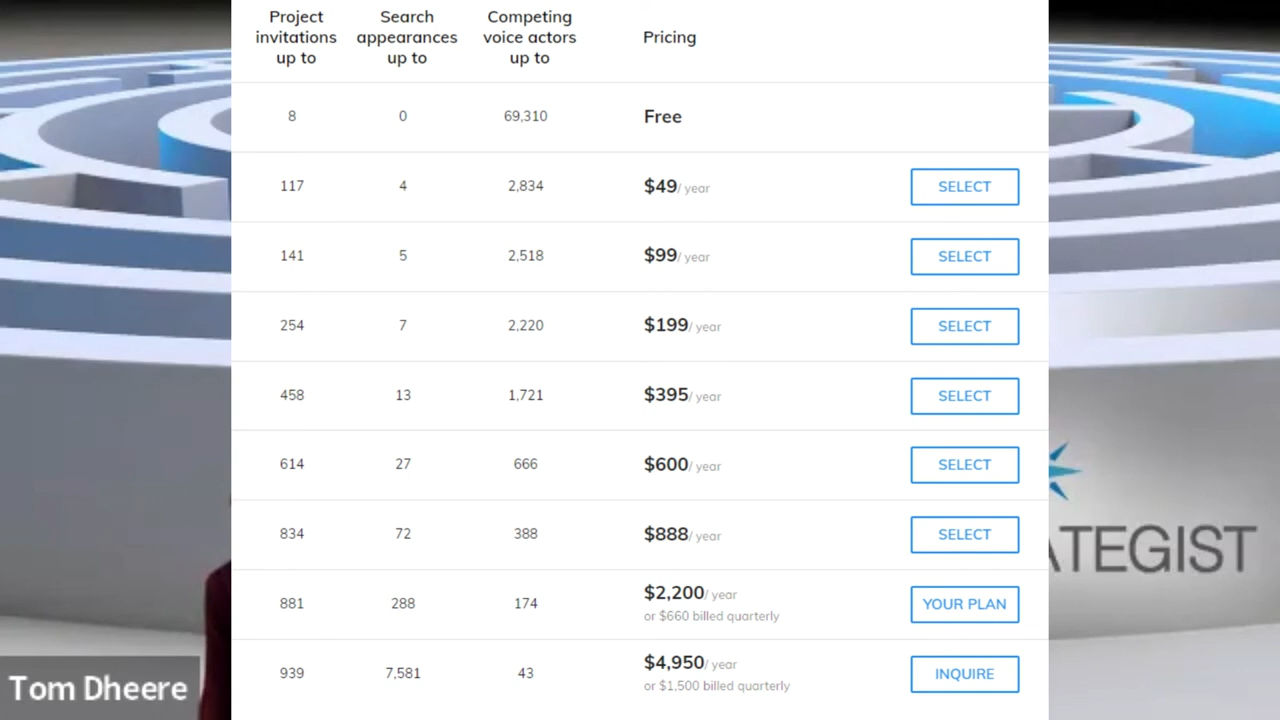 Project invitations up to Search appearances up to Competing voice actors up to Pricing
8 0 69,310 Free
117 4 2,834 $49/ year SELECT
141 5 2,518 $99/ year SELECT
254 7 2,220 $199/ year SELECT
458 13 1,721 $395/ year SELECT
614 27 666 $600/ year SELECT
834 72 388 $888/ year SELECT
881 288 174 $2,200/ year YOUR PLAN
or $660 billed quarterly
939 7,581 43 $4,950/ year INQUIRE
or $1,500 billed quarterly
ATEGIST
Tom Dheere